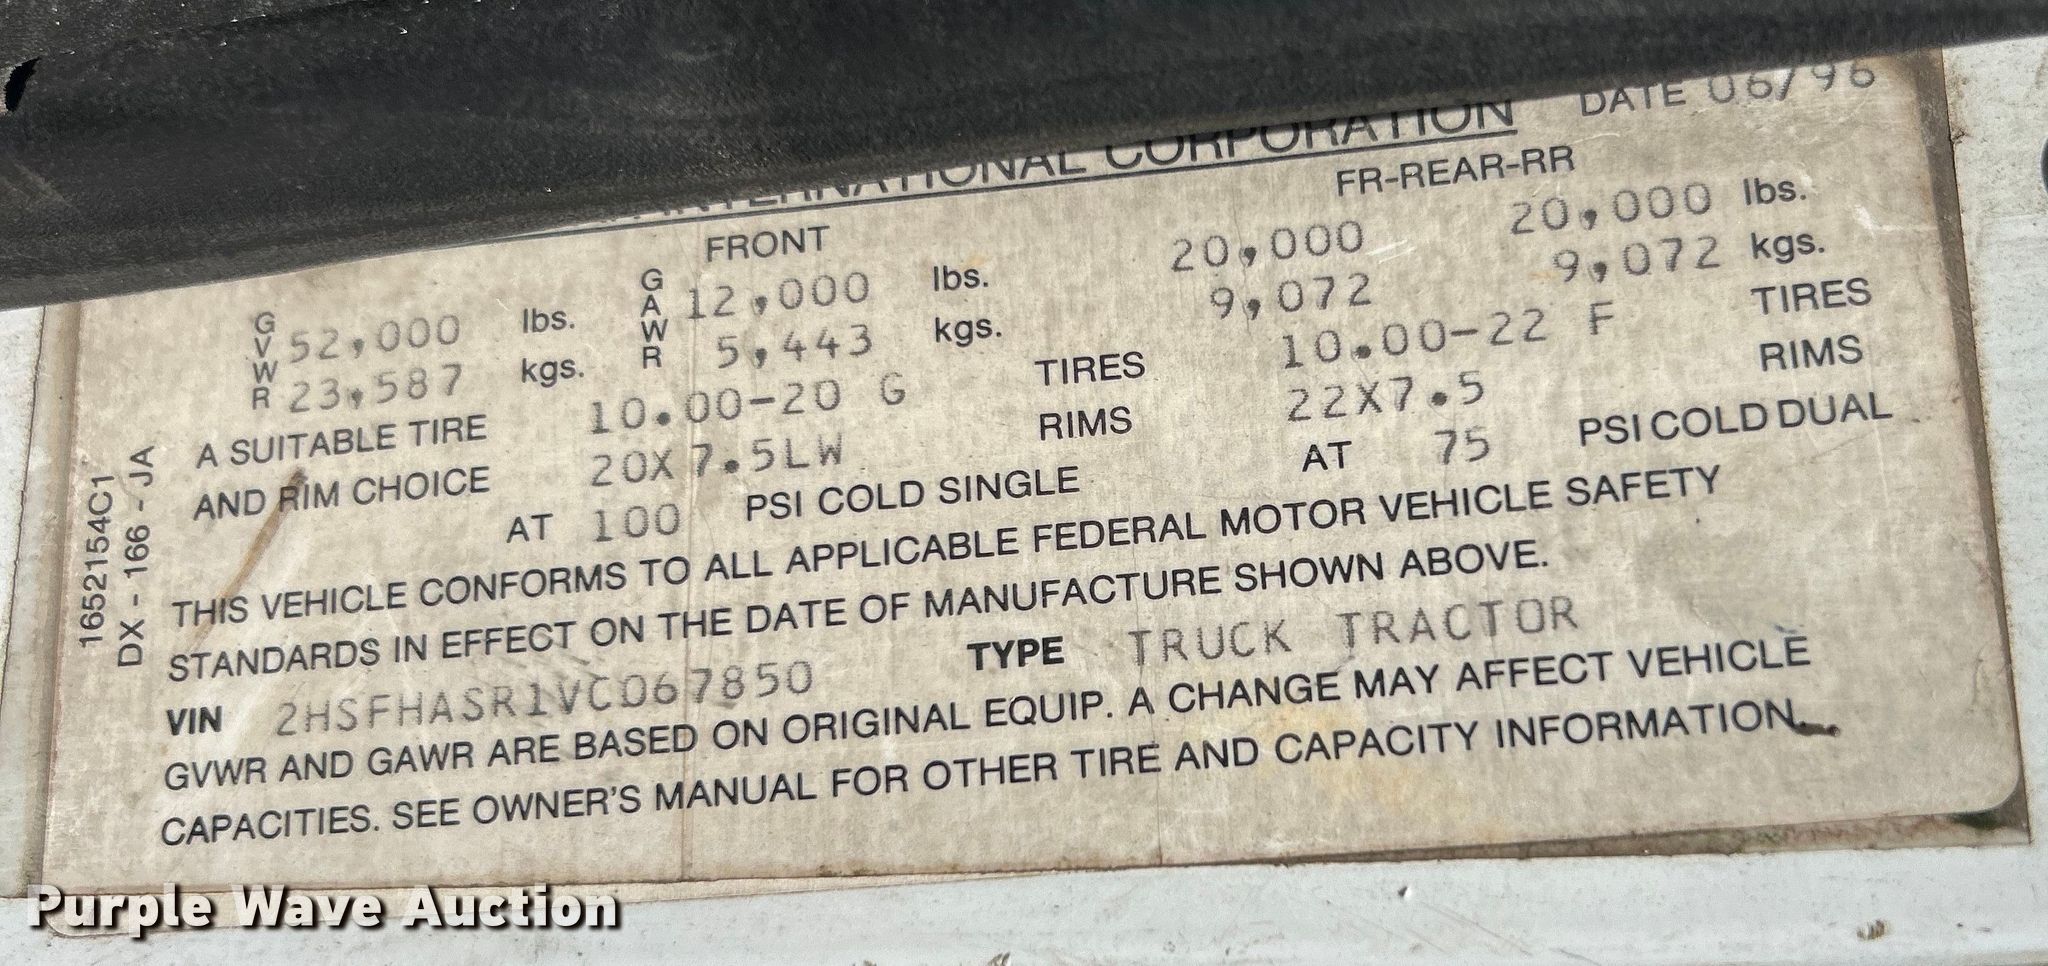 INTERNATIONAL CORPORATION DATE 06/96
FRONT FR-REAR-RR
GVWR 52,000 lbs. GAWR 12,000 lbs. 20,000 20,000 lbs.
23,587 kgs. 5,443 kgs. 9,072 9,072 kgs.
A SUITABLE TIRE 10.00-20 G TIRES 10.00-22 F TIRES
AND RIM CHOICE 20X7.5LW RIMS 22X7.5 RIMS
AT 100 PSI COLD SINGLE AT 75 PSI COLD DUAL
THIS VEHICLE CONFORMS TO ALL APPLICABLE FEDERAL MOTOR VEHICLE SAFETY
STANDARDS IN EFFECT ON THE DATE OF MANUFACTURE SHOWN ABOVE.
VIN 2HSFHASR1VC067850 TYPE TRUCK TRACTOR
GVWR AND GAWR ARE BASED ON ORIGINAL EQUIP. A CHANGE MAY AFFECT VEHICLE
CAPACITIES. SEE OWNER'S MANUAL FOR OTHER TIRE AND CAPACITY INFORMATION.
1652154C1
DX - 166 - JA
Purple Wave Auction